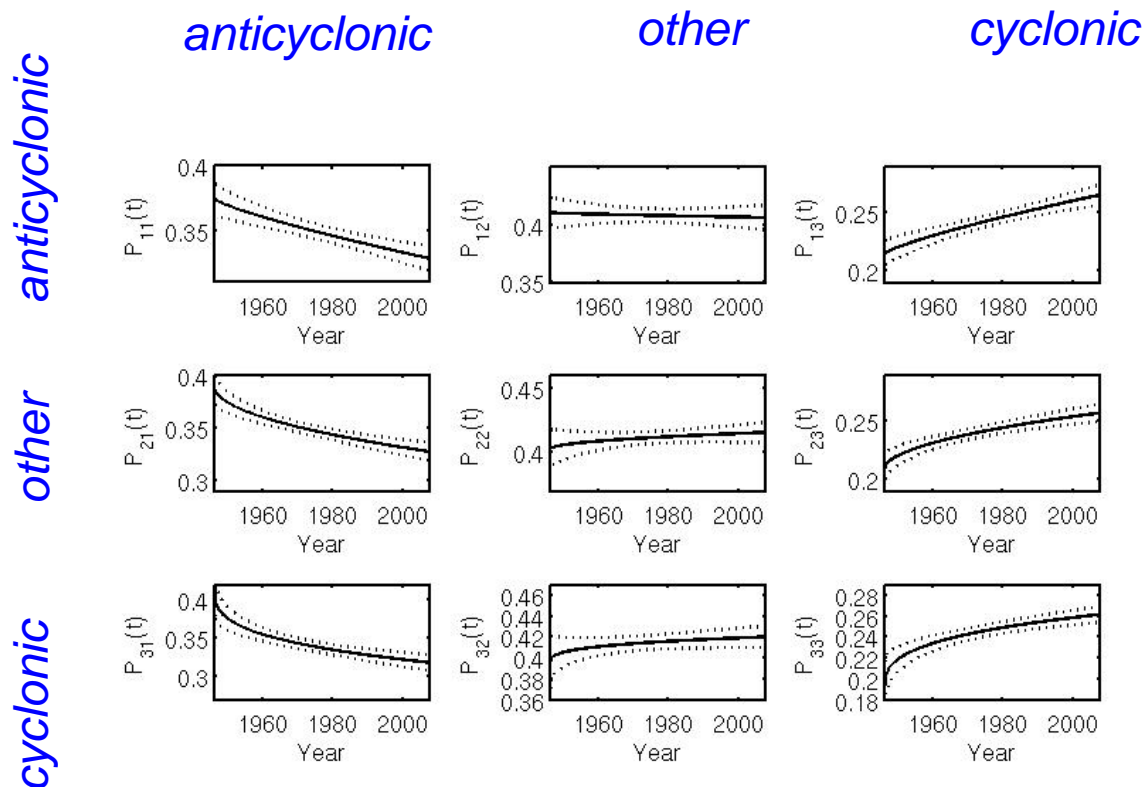 anticyclonic other cyclonic
anticyclonic
0.4
0.35
P11(t)
1960 1980 2000
Year
0.4
0.35
P12(t)
1960 1980 2000
Year
0.25
0.2
P13(t)
1960 1980 2000
Year
other
0.4
0.35
0.3
P21(t)
1960 1980 2000
Year
0.45
0.4
P22(t)
1960 1980 2000
Year
0.25
0.2
P23(t)
1960 1980 2000
Year
cyclonic
0.4
0.35
0.3
P31(t)
1960 1980 2000
Year
0.46
0.44
0.42
0.4
0.38
0.36
P32(t)
1960 1980 2000
Year
0.28
0.26
0.24
0.22
0.2
0.18
P33(t)
1960 1980 2000
Year